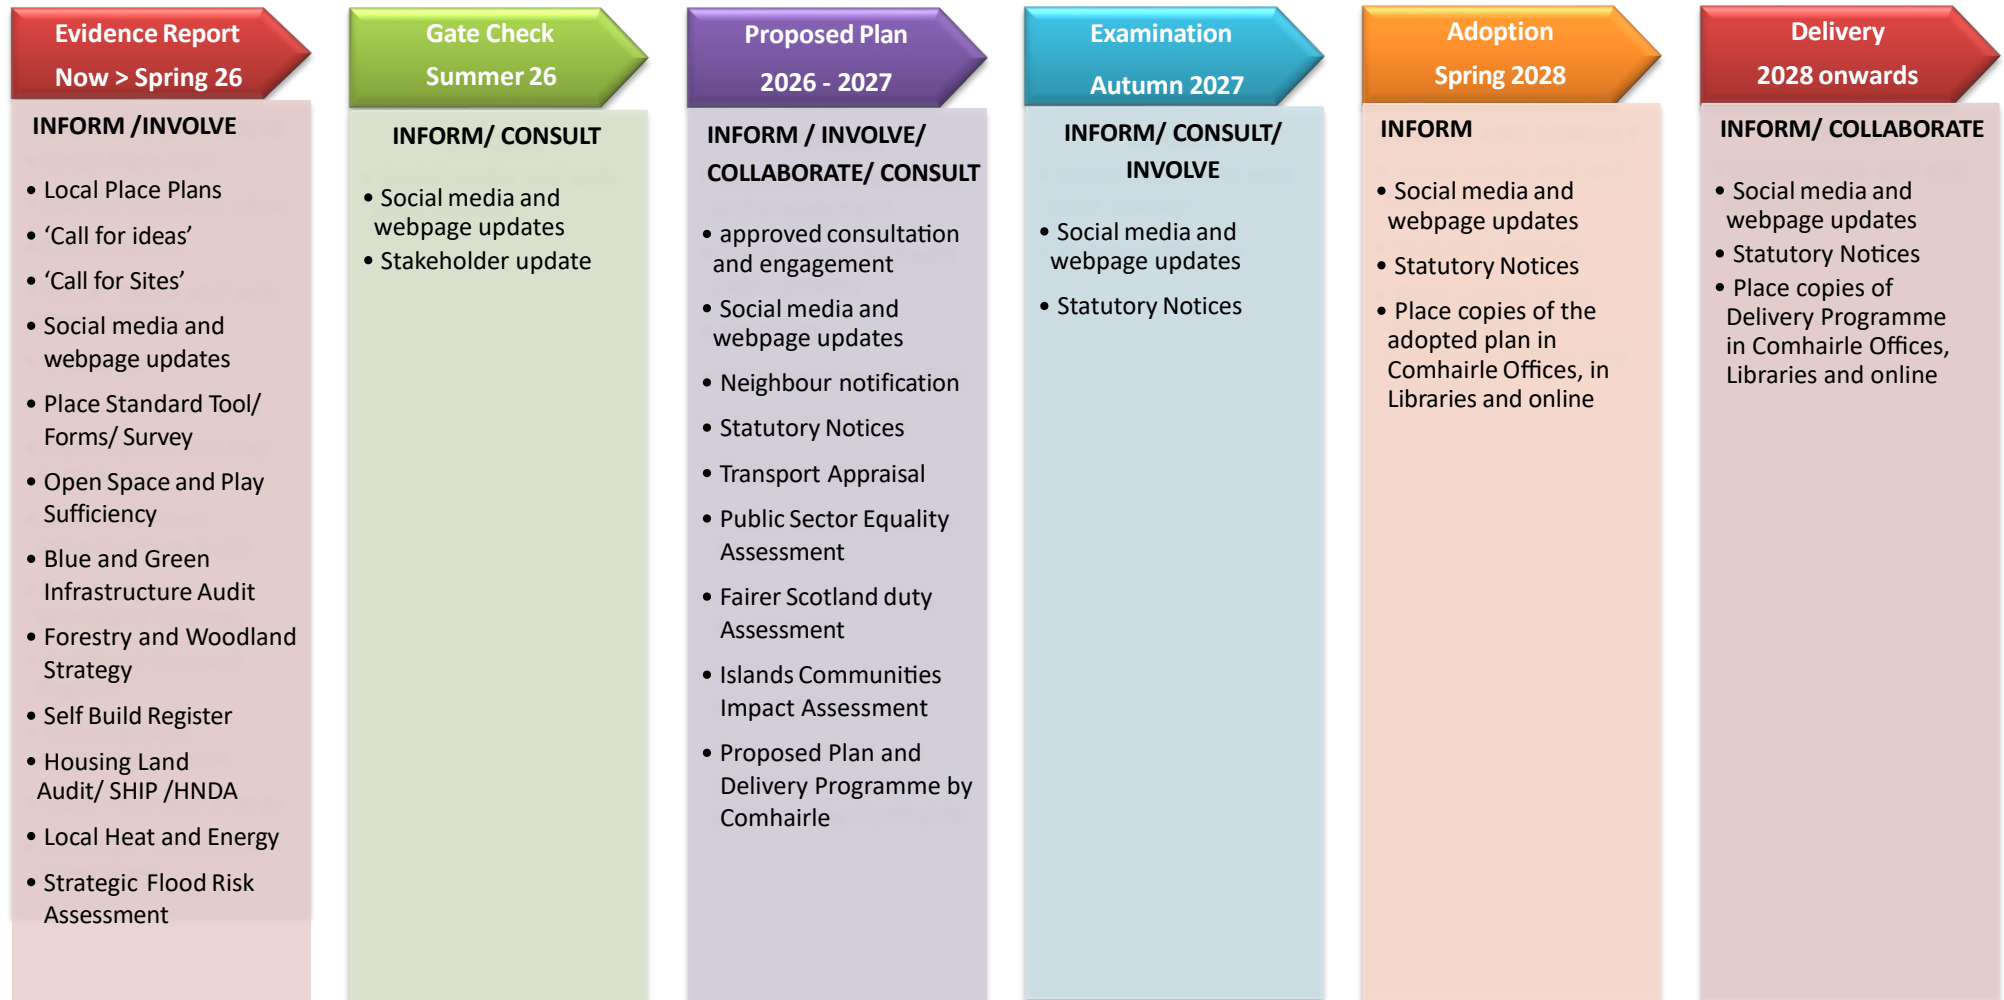 Evidence Report
Now > Spring 26
INFORM /INVOLVE
• Local Place Plans
• ‘Call for ideas’
• ‘Call for Sites’
• Social media and
webpage updates
• Place Standard Tool/
Forms/ Survey
• Open Space and Play
Sufficiency
• Blue and Green
Infrastructure Audit
• Forestry and Woodland
Strategy
• Self Build Register
• Housing Land
Audit/ SHIP /HNDA
• Local Heat and Energy
• Strategic Flood Risk
Assessment
Gate Check
Summer 26
INFORM/ CONSULT
• Social media and
webpage updates
• Stakeholder update
Proposed Plan
2026 - 2027
INFORM / INVOLVE/
COLLABORATE/ CONSULT
• approved consultation
and engagement
• Social media and
webpage updates
• Neighbour notification
• Statutory Notices
• Transport Appraisal
• Public Sector Equality
Assessment
• Fairer Scotland duty
Assessment
• Islands Communities
Impact Assessment
• Proposed Plan and
Delivery Programme by
Comhairle
Examination
Autumn 2027
INFORM/ CONSULT/
INVOLVE
• Social media and
webpage updates
• Statutory Notices
Adoption
Spring 2028
INFORM
• Social media and
webpage updates
• Statutory Notices
• Place copies of the
adopted plan in
Comhairle Offices, in
Libraries and online
Delivery
2028 onwards
INFORM/ COLLABORATE
• Social media and
webpage updates
• Statutory Notices
• Place copies of
Delivery Programme
in Comhairle Offices,
Libraries and online